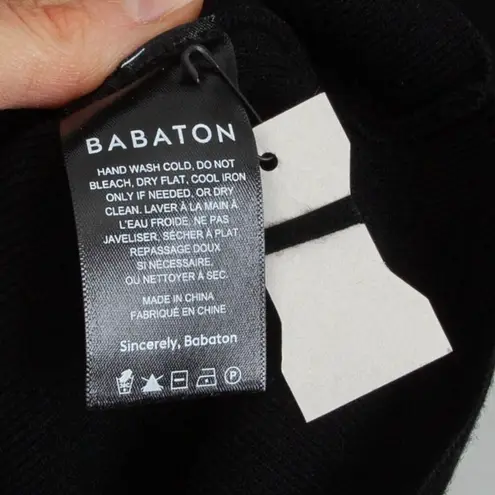 BABATON
HAND WASH COLD, DO NOT
BLEACH, DRY FLAT, COOL IRON
ONLY IF NEEDED, OR DRY
CLEAN. LAVER À LA MAIN À
L'EAU FROIDE, NE PAS
JAVELISER, SÉCHER À PLAT
REPASSAGE DOUX
SI NÉCESSAIRE,
OU NETTOYER À SEC.
MADE IN CHINA
FABRIQUÉ EN CHINE
Sincerely, Babaton
P